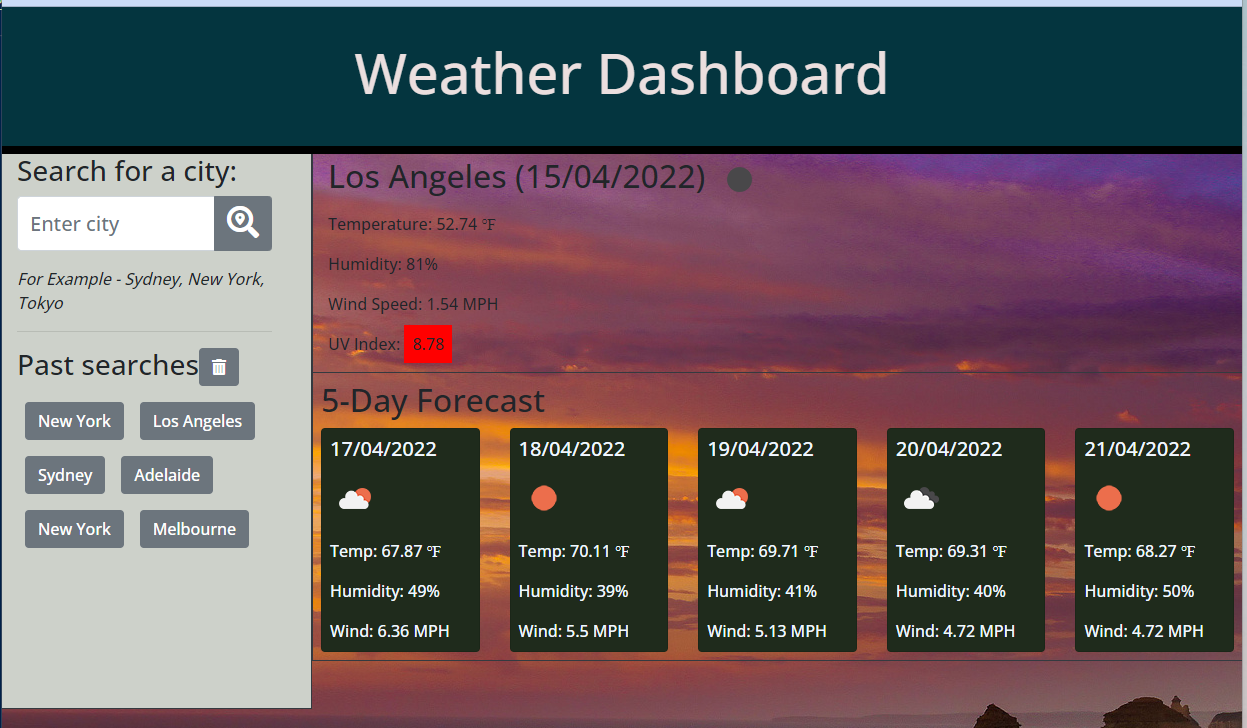 Weather Dashboard
Search for a city:
Enter city
For Example - Sydney, New York,
Tokyo
Past searches
New York
Los Angeles
Sydney
Adelaide
New York
Melbourne
Los Angeles (15/04/2022)
Temperature: 52.74 °F
Humidity: 81%
Wind Speed: 1.54 MPH
UV Index: 8.78
5-Day Forecast
17/04/2022
Temp: 67.87 °F
Humidity: 49%
Wind: 6.36 MPH
18/04/2022
Temp: 70.11 °F
Humidity: 39%
Wind: 5.5 MPH
19/04/2022
Temp: 69.71 °F
Humidity: 41%
Wind: 5.13 MPH
20/04/2022
Temp: 69.31 °F
Humidity: 40%
Wind: 4.72 MPH
21/04/2022
Temp: 68.27 °F
Humidity: 50%
Wind: 4.72 MPH